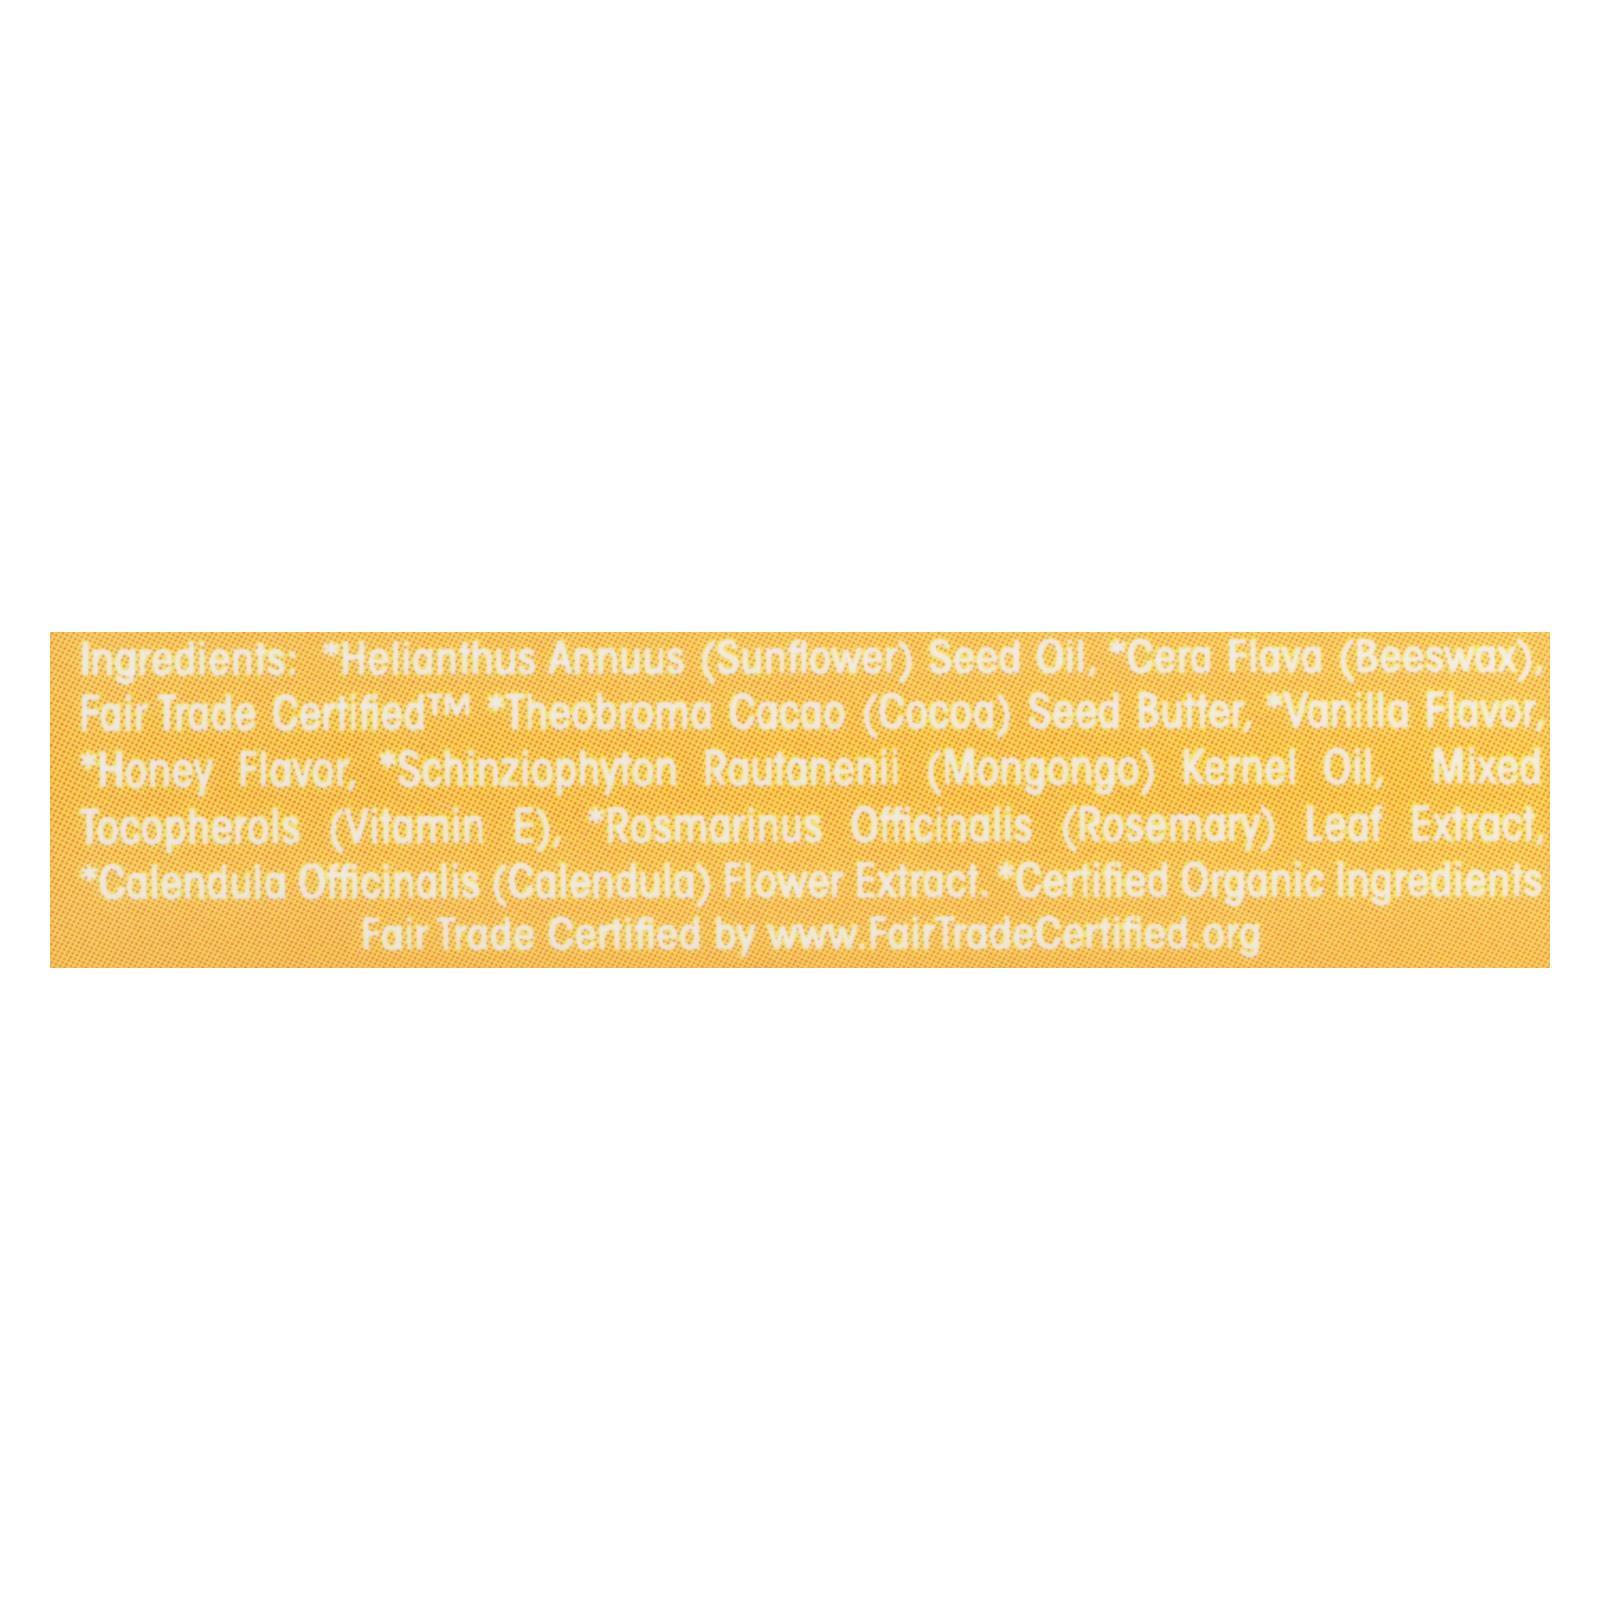 Ingredients: *Helianthus Annuus (Sunflower) Seed Oil, *Cera Flava (Beeswax),
Fair Trade Certified™ *Theobroma Cacao (Cocoa) Seed Butter, *Vanilla Flavor,
*Honey Flavor, *Schinziophyton Rautanenii (Mongongo) Kernel Oil, Mixed
Tocopherols (Vitamin E), *Rosmarinus Officinalis (Rosemary) Leaf Extract,
*Calendula Officinalis (Calendula) Flower Extract. *Certified Organic Ingredients
Fair Trade Certified by www.FairTradeCertified.org